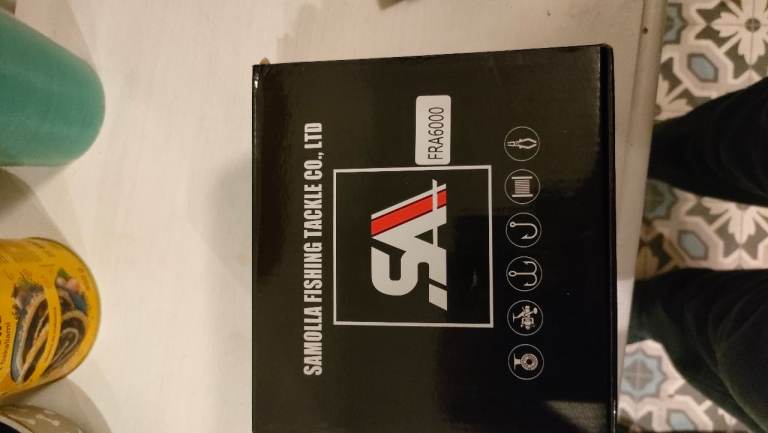 SAMOLLA FISHING TACKLE CO., LTD
FRA6000
SA